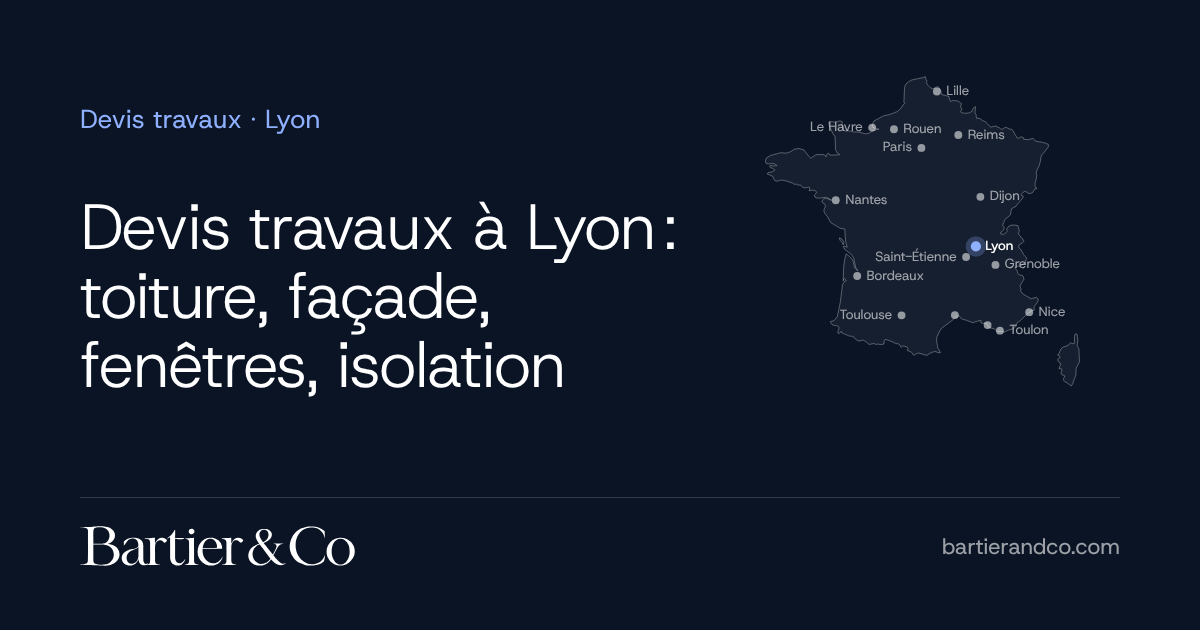 Devis travaux · Lyon
Devis travaux à Lyon :
toiture, façade,
fenêtres, isolation
Lille
Le Havre
Rouen
Reims
Paris
Nantes
Dijon
Lyon
Saint-Étienne
Grenoble
Bordeaux
Toulouse
Nice
Toulon
Bartier & Co
bartierandco.com